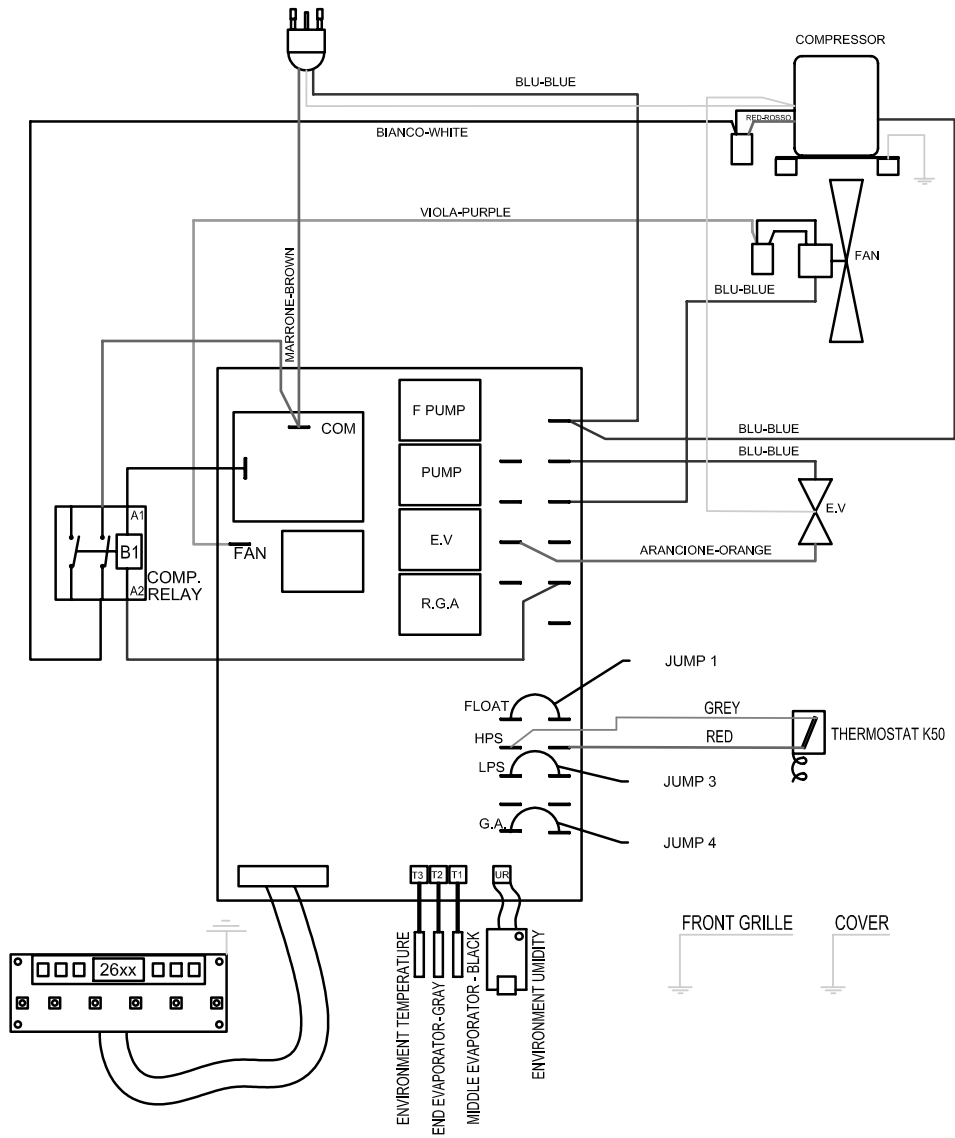 COMPRESSOR
BLU-BLUE
RED-ROSSO
BIANCO-WHITE
VIOLA-PURPLE
FAN
BLU-BLUE
MARRONE-BROWN
F PUMP
COM
BLU-BLUE
BLU-BLUE
PUMP
E.V
A1
E.V
FAN
B1
ARANCIONE-ORANGE
COMP.
RELAY
A2
R.G.A
JUMP 1
FLOAT
GREY
HPS
RED
THERMOSTAT K50
LPS
JUMP 3
G.A.
JUMP 4
T3
T2
T1
UR
FRONT GRILLE
COVER
26xx
ENVIRONMENT TEMPERATURE
END EVAPORATOR-GRAY
MIDDLE EVAPORATOR - BLACK
ENVIRONMENT UMIDITY